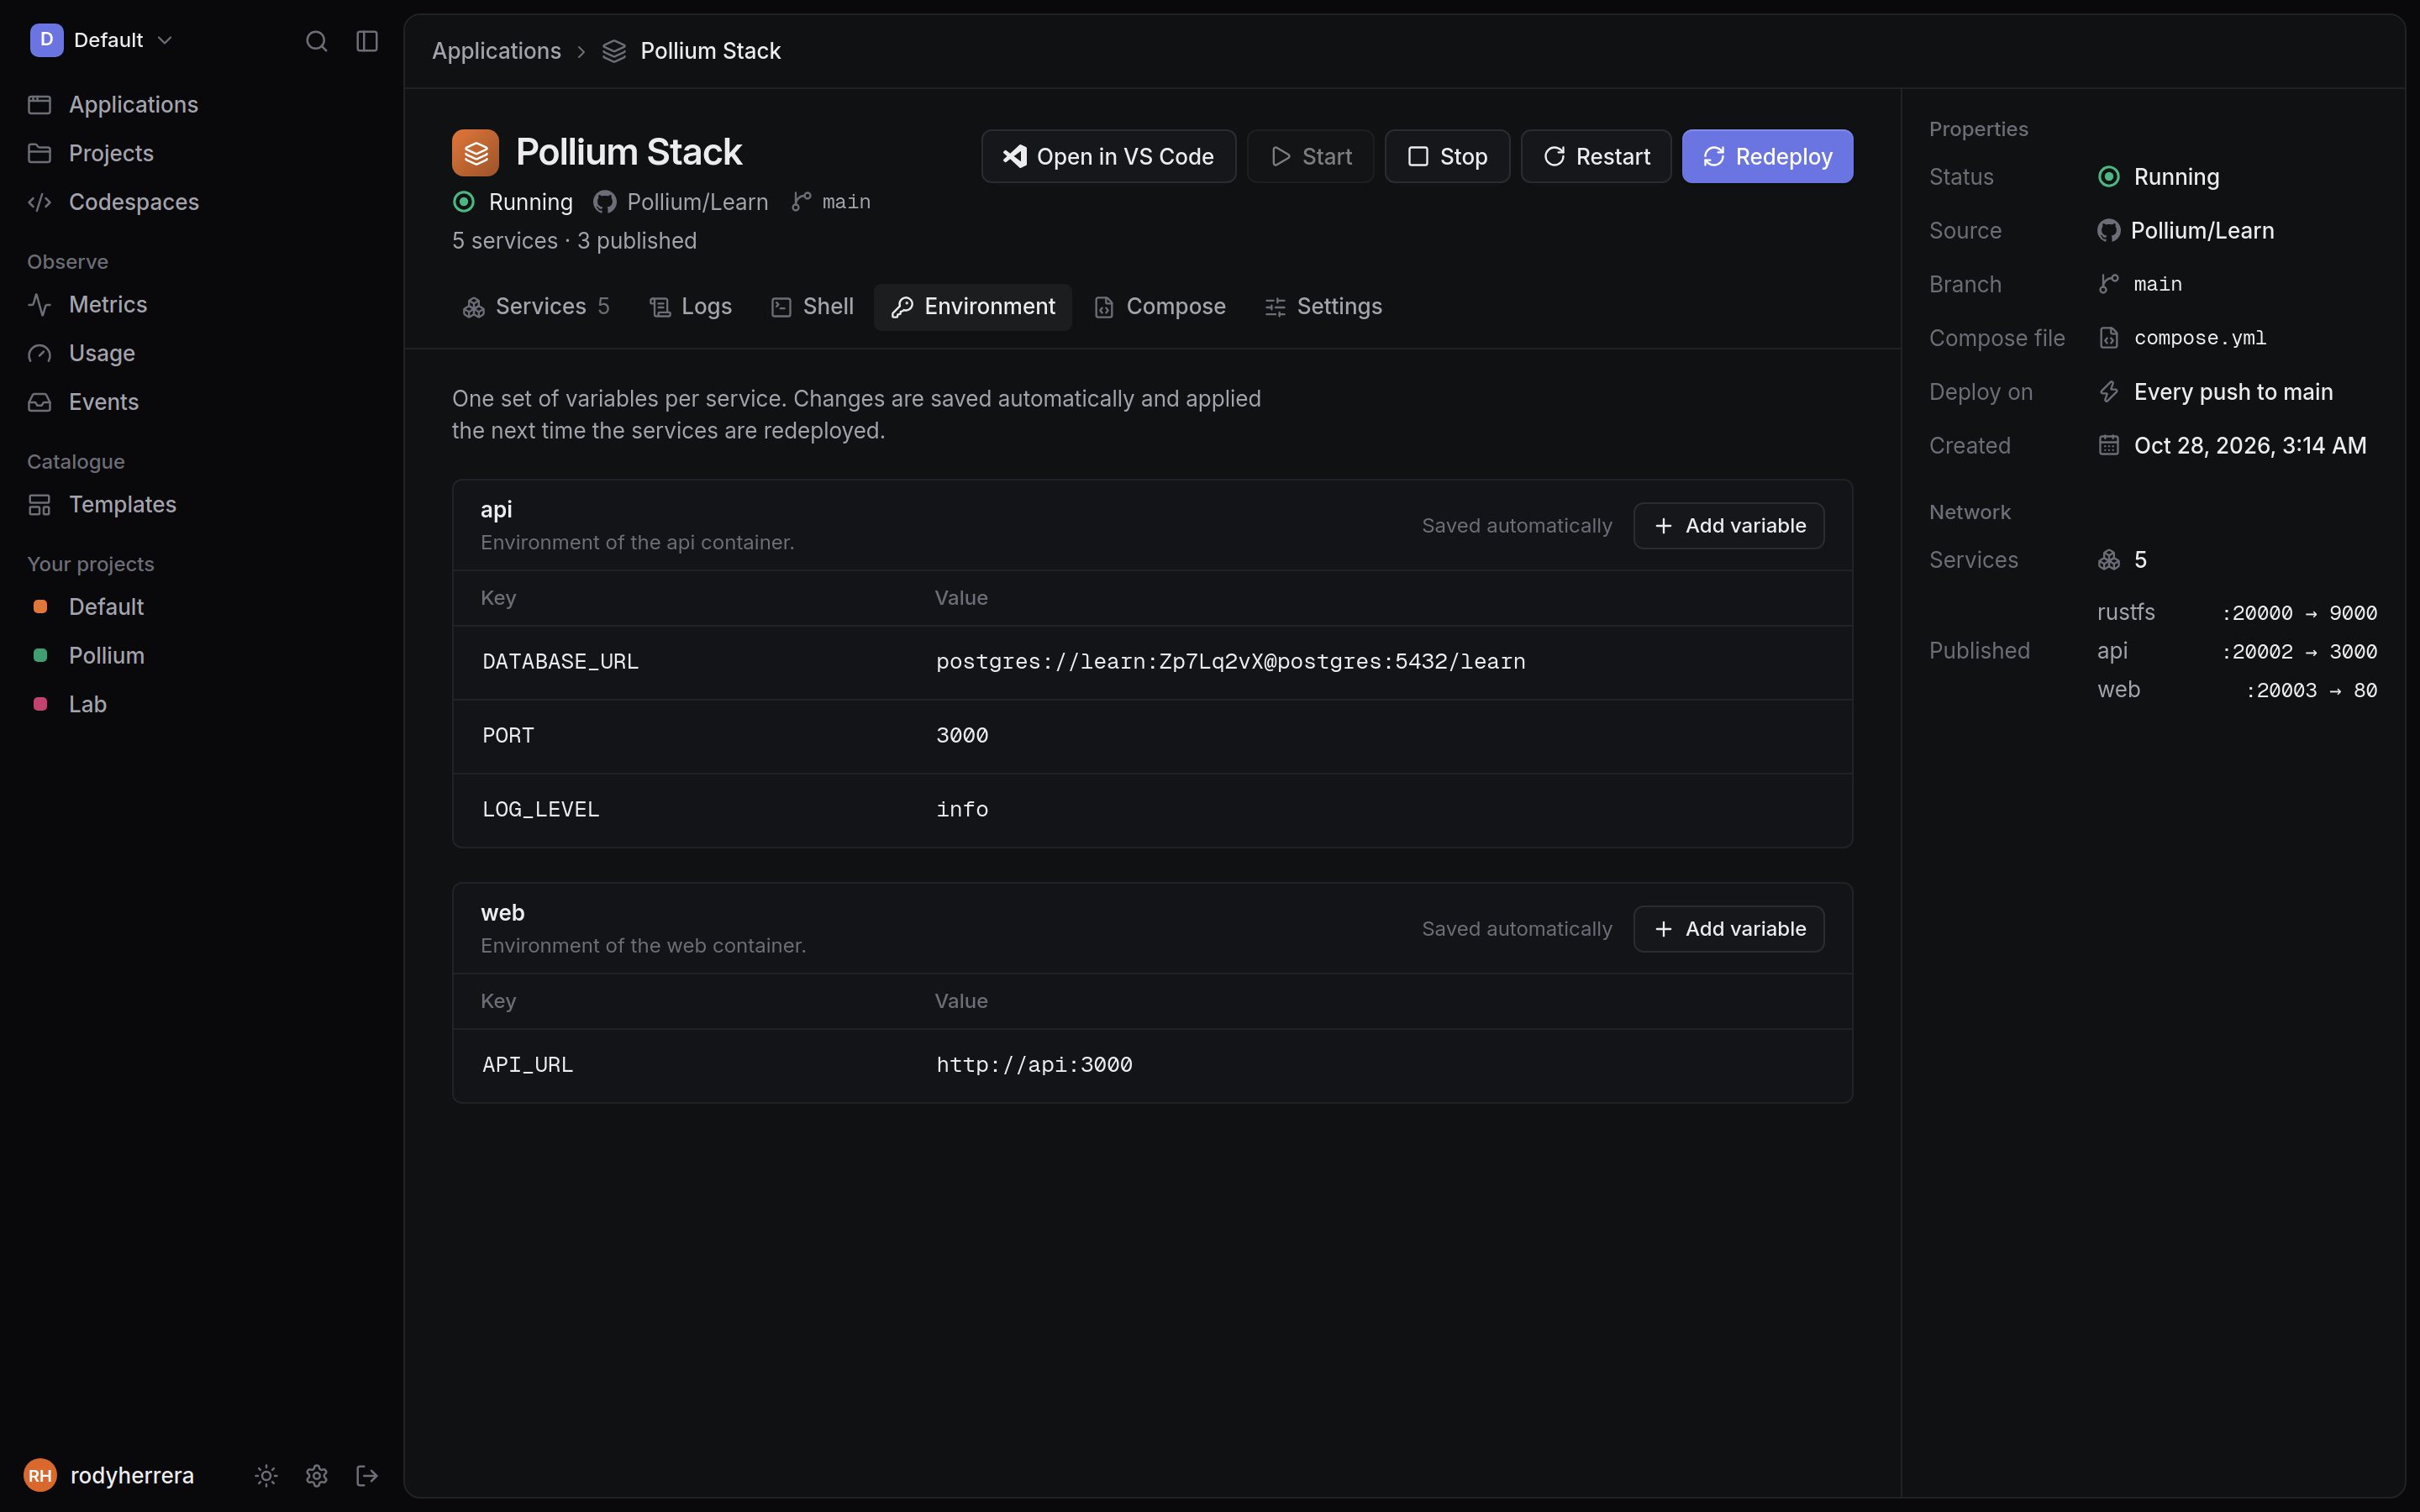 D Default
Applications
Projects
Codespaces
Observe
Metrics
Usage
Events
Catalogue
Templates
Your projects
Default
Pollium
Lab
RH rodyherrera
Applications > Pollium Stack
Pollium Stack
Open in VS Code
Start
Stop
Restart
Redeploy
Running Pollium/Learn main
5 services · 3 published
Services 5
Logs
Shell
Environment
Compose
Settings
One set of variables per service. Changes are saved automatically and applied
the next time the services are redeployed.
api
Environment of the api container.
Saved automatically
Add variable
Key Value
DATABASE_URL postgres://learn:Zp7Lq2vX@postgres:5432/learn
PORT 3000
LOG_LEVEL info
web
Environment of the web container.
Saved automatically
Add variable
Key Value
API_URL http://api:3000
Properties
Status Running
Source Pollium/Learn
Branch main
Compose file compose.yml
Deploy on Every push to main
Created Oct 28, 2026, 3:14 AM
Network
Services 5
Published
rustfs :20000 → 9000
api :20002 → 3000
web :20003 → 80